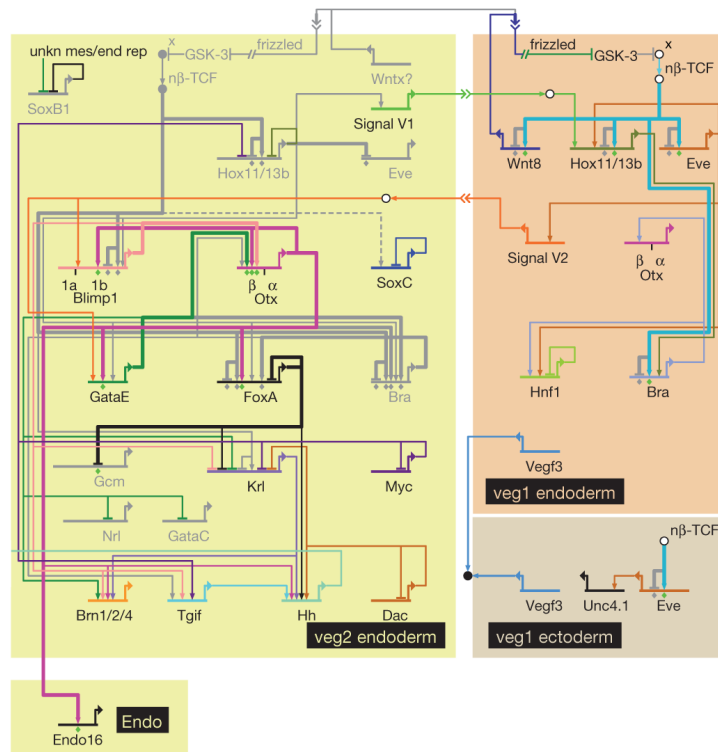 unkn mes/end rep
x
GSK-3
frizzled
nβ-TCF
Wntx?
SoxB1
Signal V1
Hox11/13b
Eve
frizzled
GSK-3
x
nβ-TCF
Wnt8
Hox11/13b
Eve
1a
1b
Blimp1
β
α
Otx
SoxC
Signal V2
β
α
Otx
GataE
FoxA
Bra
Hnf1
Bra
Gcm
Krl
Myc
Vegf3
veg1 endoderm
Nrl
GataC
nβ-TCF
Brn1/2/4
Tgif
Hh
Dac
veg2 endoderm
Vegf3
Unc4.1
Eve
veg1 ectoderm
Endo16
Endo